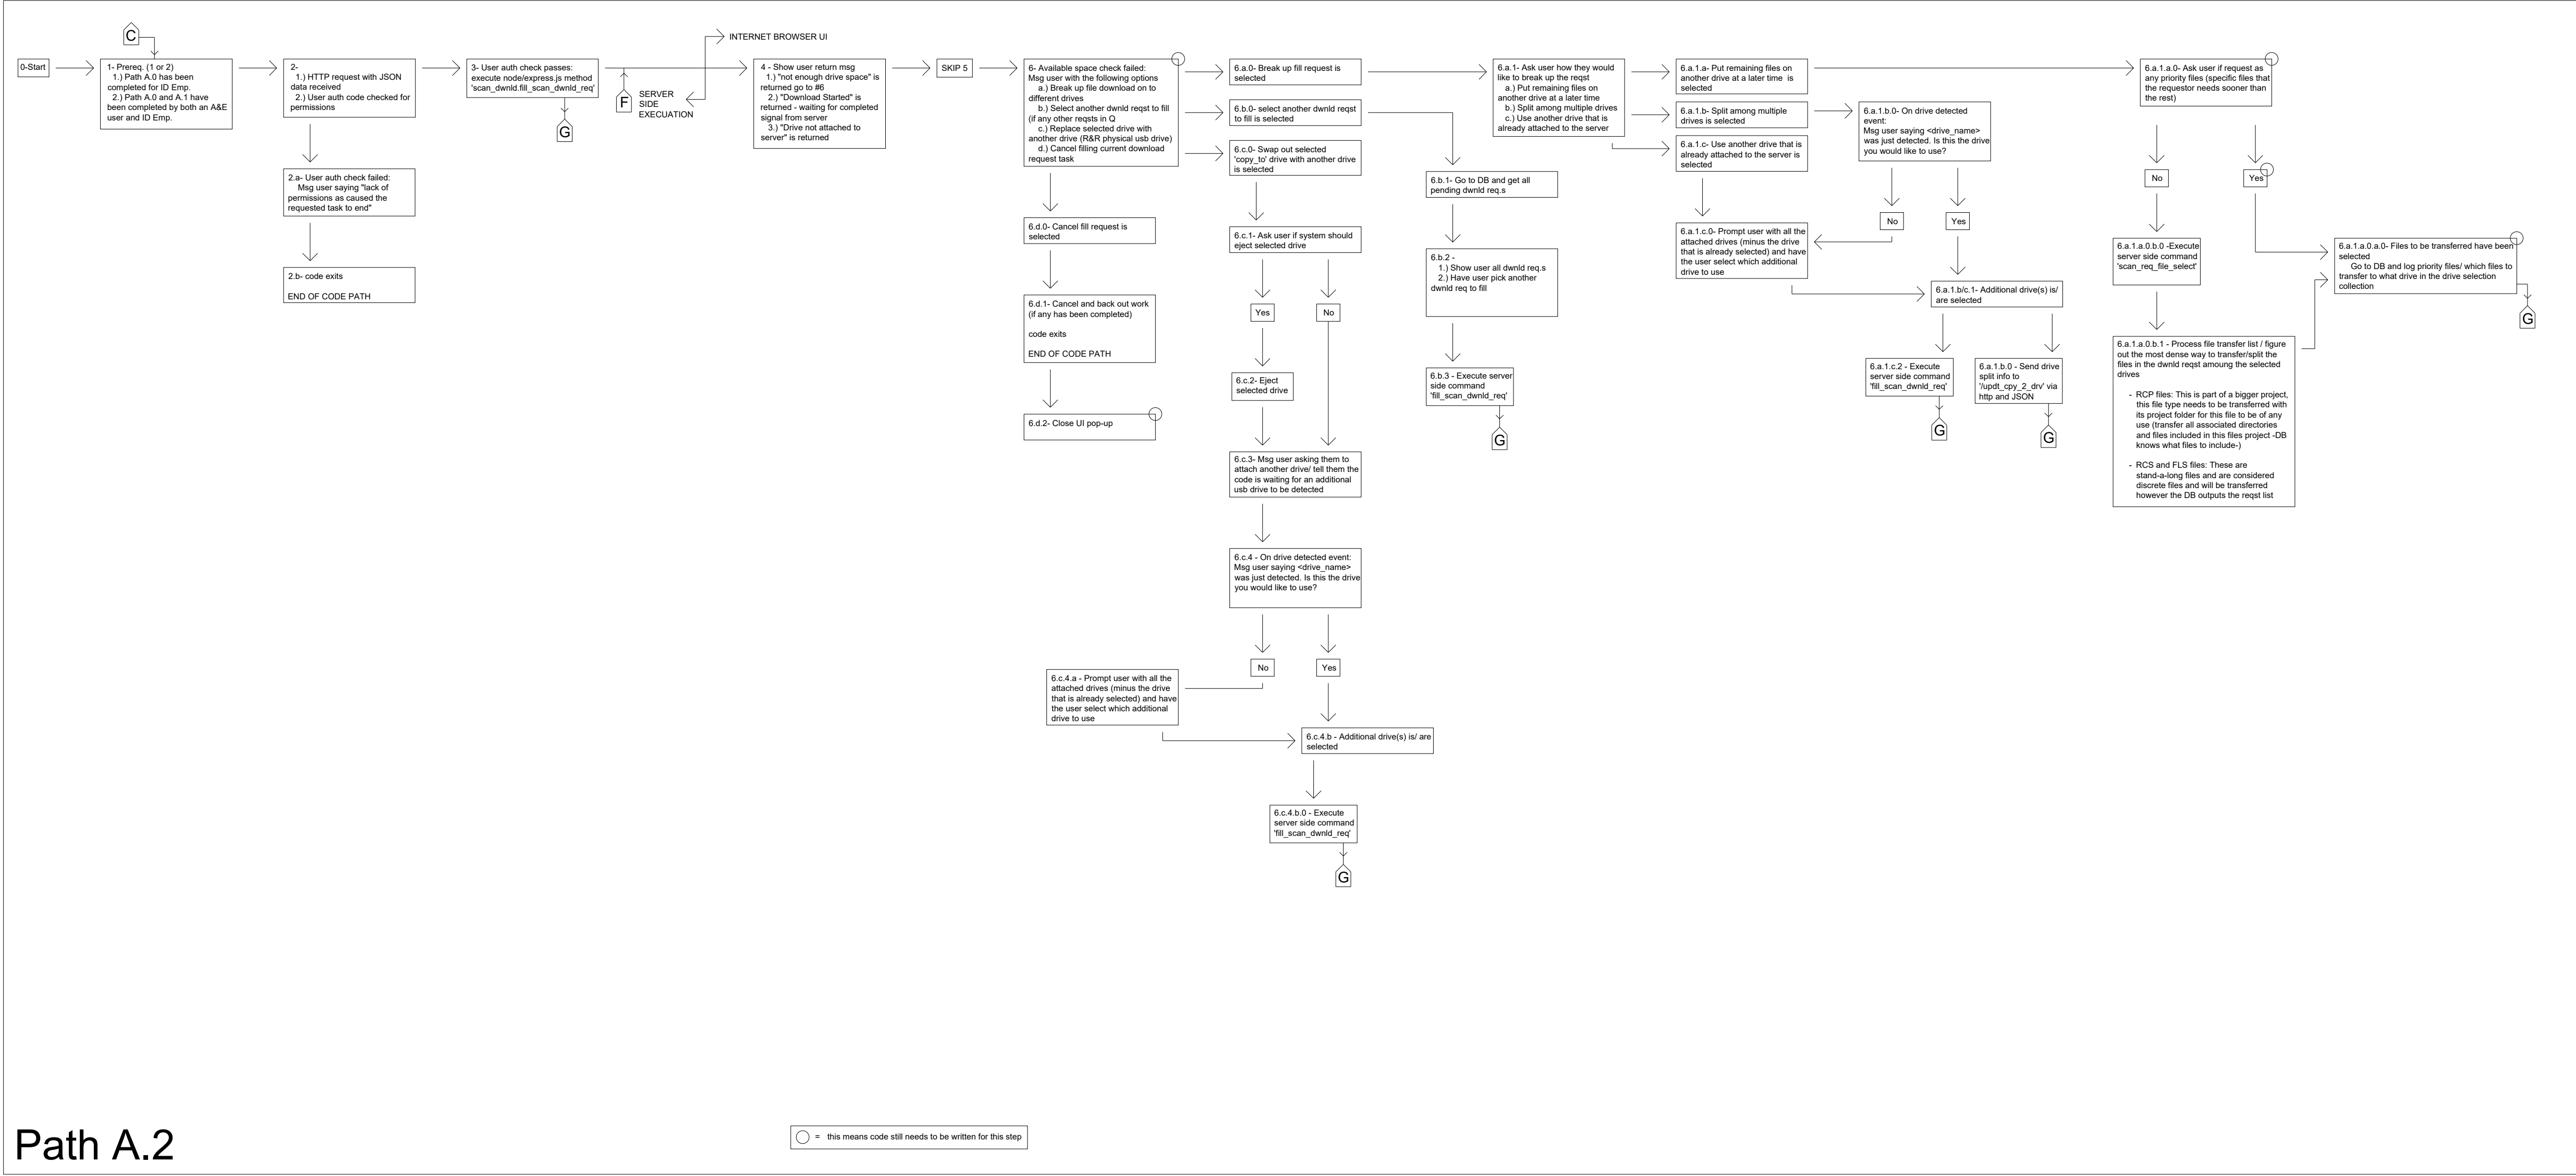 C
INTERNET BROWSER UI
0-Start
1- Prereq. (1 or 2)
1.) Path A.0 has been
completed for ID Emp.
2.) Path A.0 and A.1 have
been completed by both an A&E
user and ID Emp.
2-
1.) HTTP request with JSON
data received
2.) User auth code checked for
permissions
2.a- User auth check failed:
Msg user saying "lack of
permissions as caused the
requested task to end"
2.b- code exits
END OF CODE PATH
3- User auth check passes:
execute node/express.js method
'scan_dwnld.fill_scan_dwnld_req'
G
F
SERVER
SIDE
EXECUATION
4 - Show user return msg
1.) "not enough drive space" is
returned go to #6
2.) "Download Started" is
returned - waiting for completed
signal from server
3.) "Drive not attached to
server" is returned
SKIP 5
6- Available space check failed:
Msg user with the following options
a.) Break up file download on to
different drives
b.) Select another dwnld reqst to fill
(if any other reqsts in Q
c.) Replace selected drive with
another drive (R&R physical usb drive)
d.) Cancel filling current download
request task
6.d.0- Cancel fill request is
selected
6.d.1- Cancel and back out work
(if any has been completed)
code exits
END OF CODE PATH
6.d.2- Close UI pop-up
6.a.0- Break up fill request is
selected
6.b.0- select another dwnld reqst
to fill is selected
6.c.0- Swap out selected
'copy_to' drive with another drive
is selected
6.c.1- Ask user if system should
eject selected drive
Yes
No
6.c.2- Eject
selected drive
6.c.3- Msg user asking them to
attach another drive/ tell them the
code is waiting for an additional
usb drive to be detected
6.c.4 - On drive detected event:
Msg user saying <drive_name>
was just detected. Is this the drive
you would like to use?
No
Yes
6.c.4.a - Prompt user with all the
attached drives (minus the drive
that is already selected) and have
the user select which additional
drive to use
6.c.4.b - Additional drive(s) is/ are
selected
6.c.4.b.0 - Execute
server side command
'fill_scan_dwnld_req'
G
6.b.1- Go to DB and get all
pending dwnld req.s
6.b.2 -
1.) Show user all dwnld req.s
2.) Have user pick another
dwnld req to fill
6.b.3 - Execute server
side command
'fill_scan_dwnld_req'
G
6.a.1- Ask user how they would
like to break up the reqst
a.) Put remaining files on
another drive at a later time
b.) Split among multiple drives
c.) Use another drive that is
already attached to the server
6.a.1.a- Put remaining files on
another drive at a later time  is
selected
6.a.1.b- Split among multiple
drives is selected
6.a.1.c- Use another drive that is
already attached to the server is
selected
6.a.1.c.0- Prompt user with all the
attached drives (minus the drive
that is already selected) and have
the user select which additional
drive to use
6.a.1.b.0- On drive detected
event:
Msg user saying <drive_name>
was just detected. Is this the drive
you would like to use?
No
Yes
6.a.1.b/c.1- Additional drive(s) is/
are selected
6.a.1.c.2 - Execute
server side command
'fill_scan_dwnld_req'
G
6.a.1.b.0 - Send drive
split info to
'/updt_cpy_2_drv' via
http and JSON
G
6.a.1.a.0- Ask user if request as
any priority files (specific files that
the requestor needs sooner than
the rest)
No
Yes
6.a.1.a.0.b.0 -Execute
server side command
'scan_req_file_select'
6.a.1.a.0.b.1 - Process file transfer list / figure
out the most dense way to transfer/split the
files in the dwnld reqst amoung the selected
drives
- RCP files: This is part of a bigger project,
this file type needs to be transferred with
its project folder for this file to be of any
use (transfer all associated directories
and files included in this files project -DB
knows what files to include-)
- RCS and FLS files: These are
stand-a-long files and are considered
discrete files and will be transferred
however the DB outputs the reqst list
6.a.1.a.0.a.0- Files to be transferred have been
selected
Go to DB and log priority files/ which files to
transfer to what drive in the drive selection
collection
G
Path A.2
= this means code still needs to be written for this step